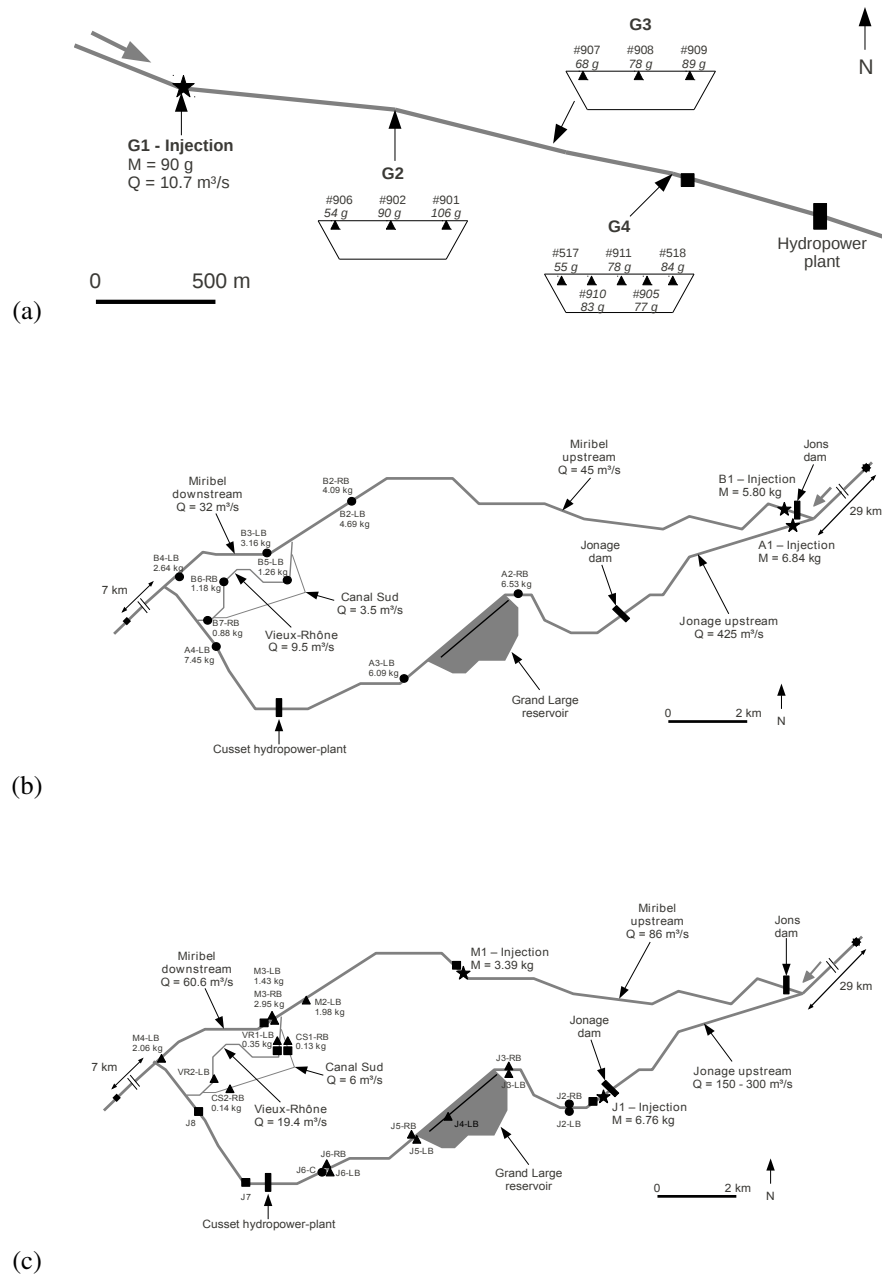 G3
#907 #908 #909
68 g 78 g 89 g
N
G1 - Injection
M = 90 g
Q = 10.7 m³/s
G2
#906 #902 #901
54 g 90 g 106 g
G4
#517 #911 #518
55 g 78 g 84 g
#910 #905
83 g 77 g
Hydropower
plant
0 500 m
(a)
Miribel
upstream
Q = 45 m³/s
Jons
dam
B1 – Injection
M = 5.80 kg
29 km
A1 – Injection
M = 6.84 kg
Miribel
downstream
Q = 32 m³/s
B2-RB
4.09 kg
B2-LB
4.69 kg
B3-LB
3.16 kg
B4-LB
2.64 kg
B5-LB
1.26 kg
B6-RB
1.18 kg
7 km
Canal Sud
Q = 3.5 m³/s
B7-RB
0.88 kg
Vieux-Rhône
Q = 9.5 m³/s
A4-LB
7.45 kg
A2-RB
6.53 kg
Jonage
dam
Jonage upstream
Q = 425 m³/s
A3-LB
6.09 kg
Grand Large
reservoir
0 2 km
N
Cusset hydropower-plant
(b)
Miribel
upstream
Q = 86 m³/s
Jons
dam
M1 – Injection
M = 3.39 kg
29 km
Miribel
downstream
Q = 60.6 m³/s
M3-LB
1.43 kg
M3-RB
2.95 kg
M2-LB
1.98 kg
M4-LB
2.06 kg
VR1-LB
0.35 kg
CS1-RB
0.13 kg
7 km
VR2-LB
Canal Sud
Q = 6 m³/s
CS2-RB
0.14 kg
Vieux-Rhône
Q = 19.4 m³/s
Jonage
dam
J3-RB
J3-LB
J2-RB
J2-LB
J1-Injection
M = 6.76 kg
Jonage upstream
Q = 150 - 300 m³/s
J4-LB
J5-RB
J5-LB
J8
J6-RB
J6-C
J6-LB
J7
Grand Large
reservoir
0 2 km
N
Cusset hydropower-plant
(c)